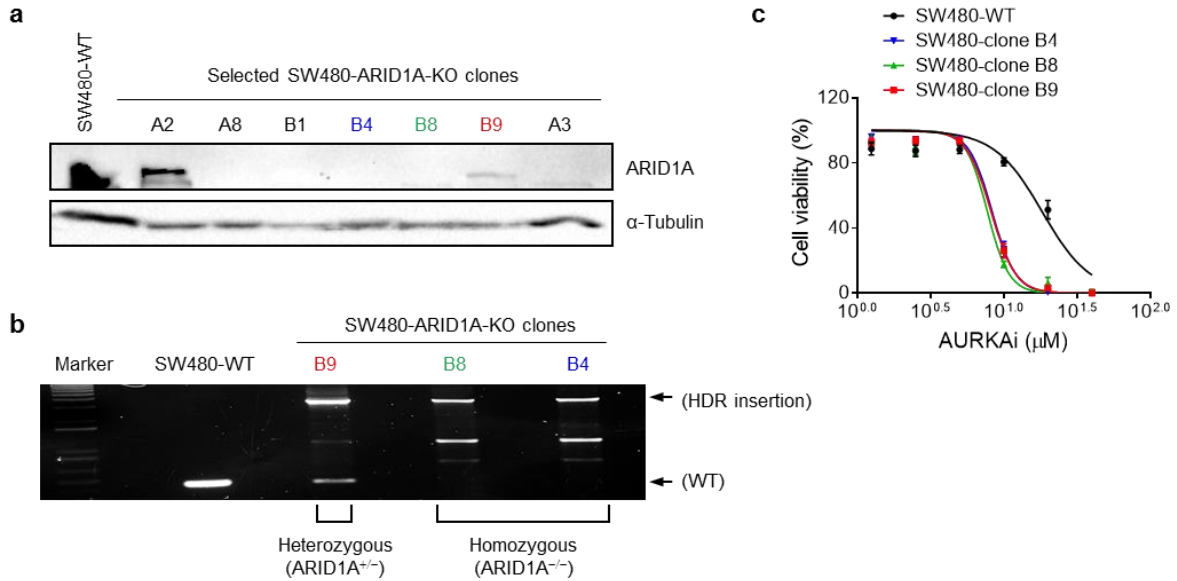 a
SW480-WT
Selected SW480-ARID1A-KO clones
A2 A8 B1 B4 B8 B9 A3
ARID1A
α-Tubulin
b
SW480-ARID1A-KO clones
Marker SW480-WT B9 B8 B4
(HDR insertion)
(WT)
Heterozygous
(ARID1A+/−)
Homozygous
(ARID1A−/−)
c
SW480-WT
SW480-clone B4
SW480-clone B8
SW480-clone B9
Cell viability (%)
120
80
40
0
10^0.0 10^0.5 10^1.0 10^1.5 10^2.0
AURKAi (μM)